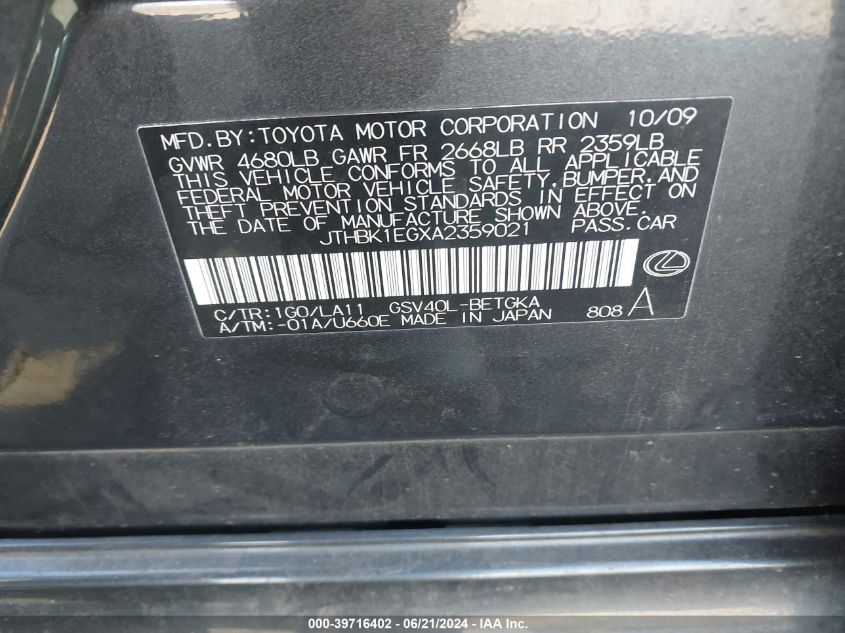 MFD.BY:TOYOTA MOTOR CORPORATION 10/09
GVWR 4680LB GAWR FR 2668LB RR 2359LB
THIS VEHICLE CONFORMS TO ALL APPLICABLE
FEDERAL MOTOR VEHICLE SAFETY,BUMPER,AND
THEFT PREVENTION STANDARDS IN EFFECT ON
THE DATE OF MANUFACTURE SHOWN ABOVE.
JTHBK1EGXA2359021 PASS.CAR
C/TR:1G0/LA11 GSV40L-BETGKA
A/TM:-01A/U660E MADE IN JAPAN 808 A
000-39716402 - 06/21/2024 - IAA Inc.